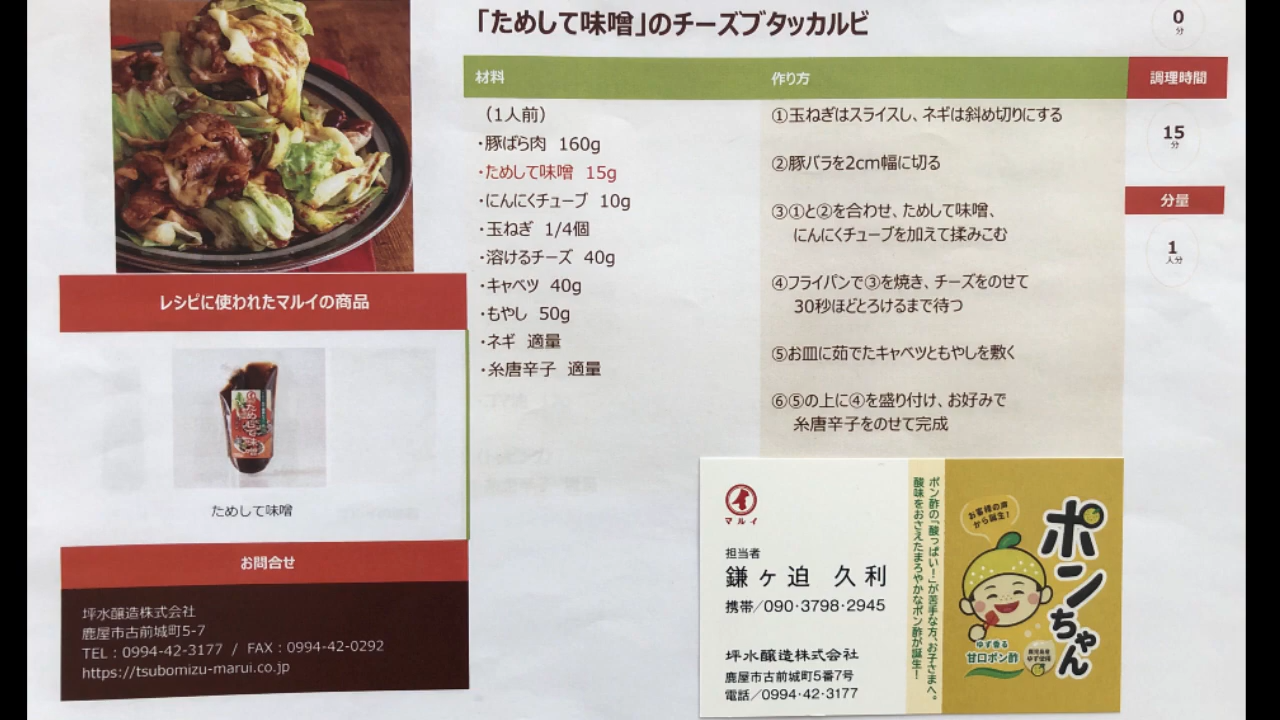 「ためして味噌」のチーズブタッカルビ
0
分
材料
作り方
調理時間
（1人前）
・豚ばら肉 160g
・ためして味噌 15g
・にんにくチューブ 10g
・玉ねぎ 1/4個
・溶けるチーズ 40g
・キャベツ 40g
・もやし 50g
・ネギ 適量
・糸唐辛子 適量
①玉ねぎはスライスし、ネギは斜め切りにする
②豚バラを2cm幅に切る
③①と②を合わせ、ためして味噌、
にんにくチューブを加えて揉みこむ
④フライパンで③を焼き、チーズをのせて
30秒ほどとろけるまで待つ
⑤お皿に茹でたキャベツともやしを敷く
⑥⑤の上に④を盛り付け、お好みで
糸唐辛子をのせて完成
15
分
分量
1
人分
レシピに使われたマルイの商品
ためして味噌
ためして味噌
お問合せ
坪水醸造株式会社
鹿屋市古前城町5-7
TEL：0994-42-3177 / FAX：0994-42-0292
https://tsubomizu-marui.co.jp
イ
マルイ
担当者
鎌ヶ迫 久利
携帯／090・3798・2945
坪水醸造株式会社
鹿屋市古前城町5番7号
電話／0994・42・3177
ポン酢の「酸っぱい！」が苦手な方、お子さまへ。
酸味をおさえたまろやかなポン酢が誕生！
お客様の声
から誕生！
ポンちゃん
ゆず香る
甘口ポン酢
鹿児島産
ゆず使用